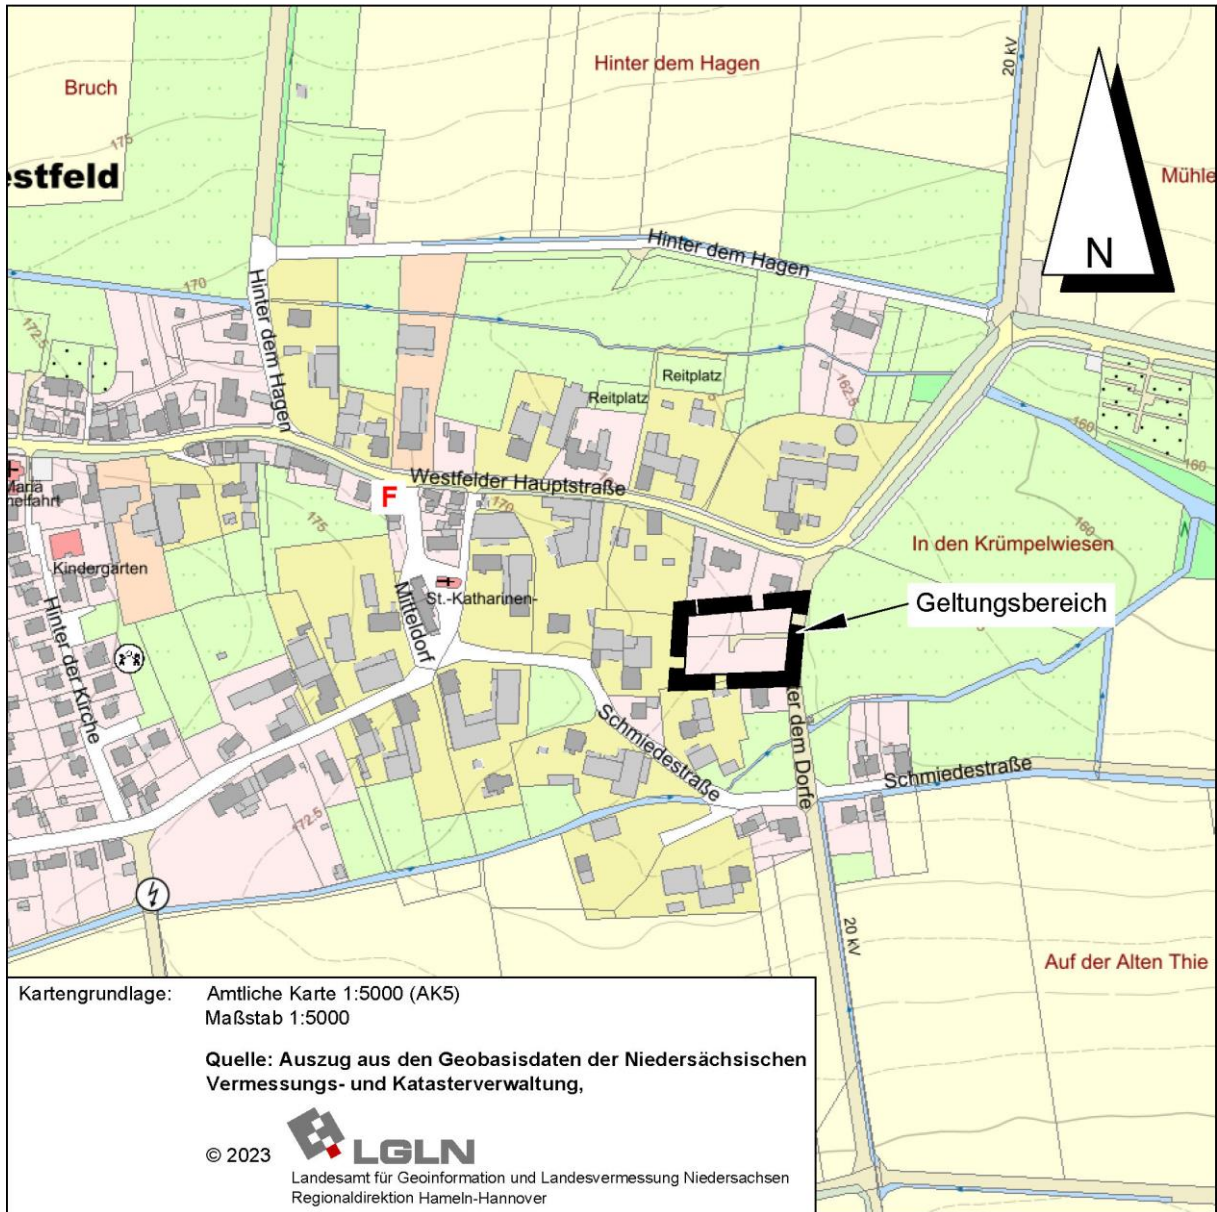 Hinter dem Hagen
20 kV
Bruch
175
estfeld
Mühle
N
Hinter dem Hagen
170
Hinter dem Hagen
172.5
Reitplatz
Reitplatz
162.5
160
160
Westfelder Hauptstraße
F
170
175
Maria
nelfahrt
160
In den Krümpelwiesen
Kindergarten
St.-Katharinen-
Geltungsbereich
Mitteldorf
Hinter der Kirche
Schmiedestraße
er dem Dorfe
Schmiedestraße
172.5
20 kV
Auf der Alten Thie
Kartengrundlage: Amtliche Karte 1:5000 (AK5)
Maßstab 1:5000
Quelle: Auszug aus den Geobasisdaten der Niedersächsischen
Vermessungs- und Katasterverwaltung,
© 2023 LGLN
Landesamt für Geoinformation und Landesvermessung Niedersachsen
Regionaldirektion Hameln-Hannover